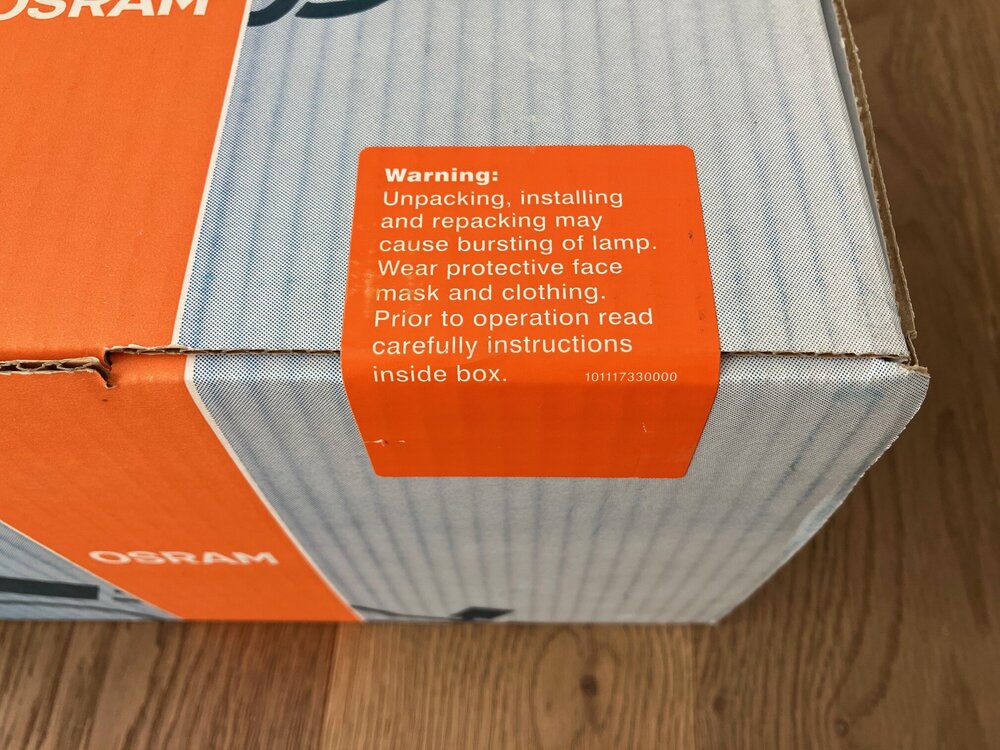 OSRAM
Warning:
Unpacking, installing
and repacking may
cause bursting of lamp.
Wear protective face
mask and clothing.
Prior to operation read
carefully instructions
inside box.
101117330000
OSRAM